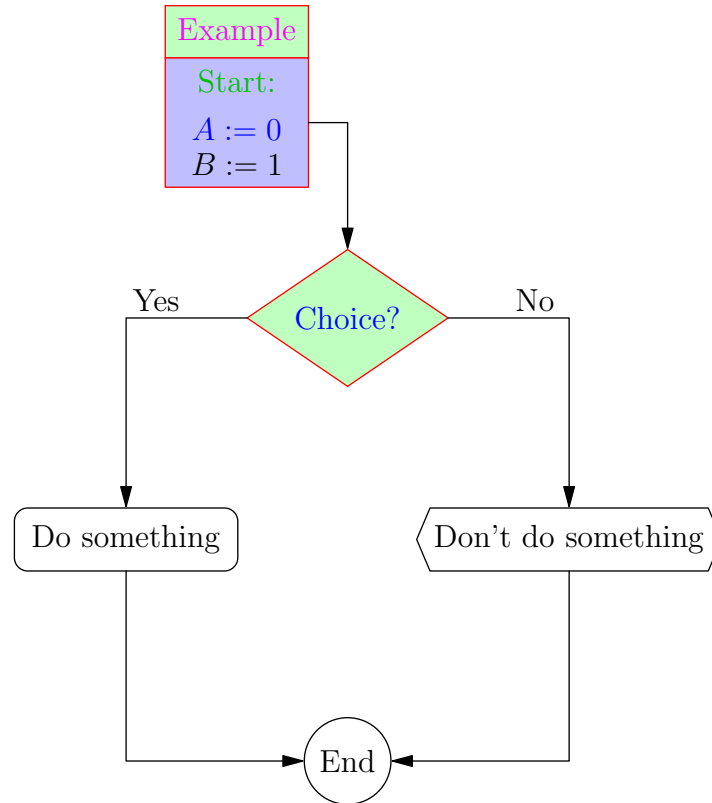 Example
Start:
A := 0
B := 1
Yes
No
Choice?
Do something
Don't do something
End